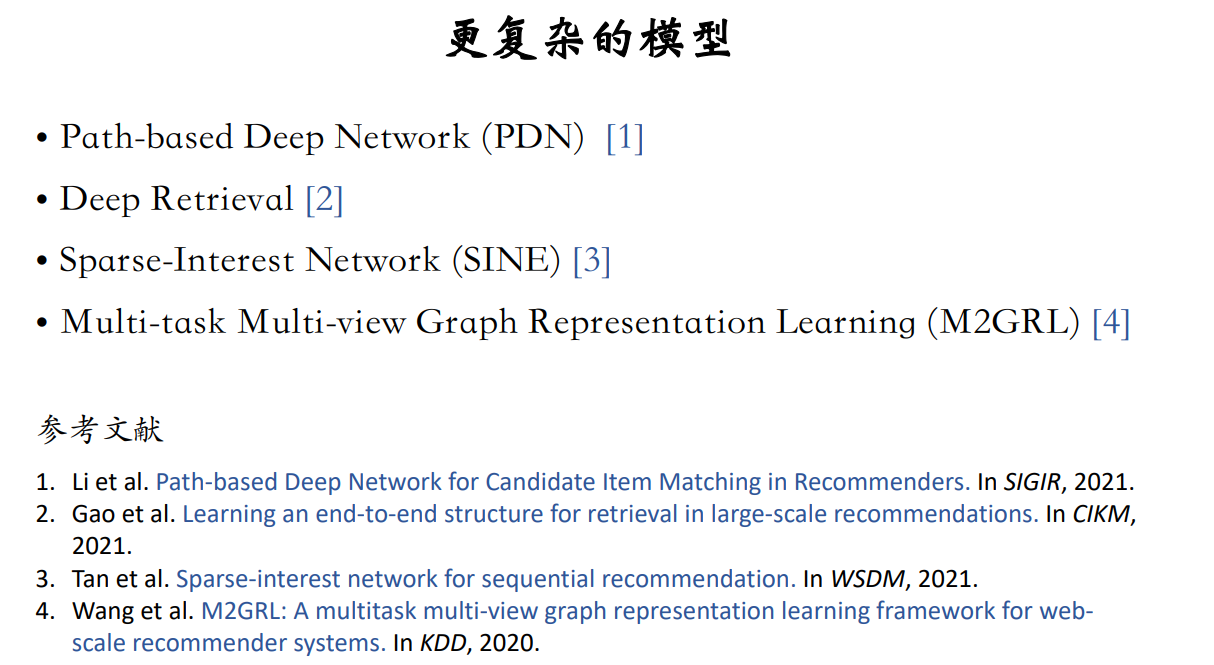 更复杂的模型
• Path-based Deep Network (PDN) [1]
• Deep Retrieval [2]
• Sparse-Interest Network (SINE) [3]
• Multi-task Multi-view Graph Representation Learning (M2GRL) [4]
参考文献
1. Li et al. Path-based Deep Network for Candidate Item Matching in Recommenders. In SIGIR, 2021.
2. Gao et al. Learning an end-to-end structure for retrieval in large-scale recommendations. In CIKM,
2021.
3. Tan et al. Sparse-interest network for sequential recommendation. In WSDM, 2021.
4. Wang et al. M2GRL: A multitask multi-view graph representation learning framework for web-
scale recommender systems. In KDD, 2020.